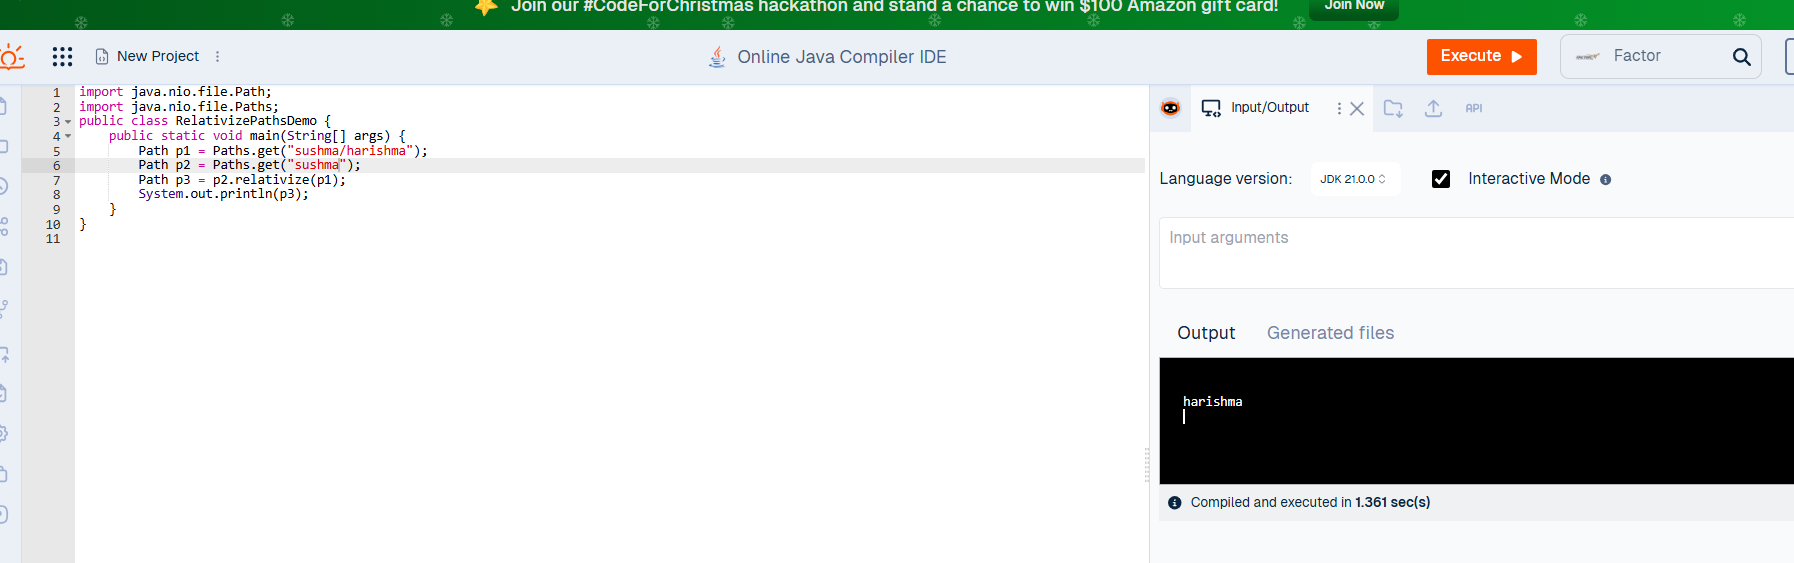 Join our #CodeForChristmas hackathon and stand a chance to win $100 Amazon gift card!
Join Now
New Project
Online Java Compiler IDE
Execute
Factor
1 import java.nio.file.Path;
2 import java.nio.file.Paths;
3 public class RelativizePathsDemo {
4 public static void main(String[] args) {
5 Path p1 = Paths.get("sushma/harishma");
6 Path p2 = Paths.get("sushma");
7 Path p3 = p2.relativize(p1);
8 System.out.println(p3);
9 }
10 }
11
Input/Output
API
Language version:
JDK 21.0.0
Interactive Mode
Input arguments
Output
Generated files
harishma
Compiled and executed in 1.361 sec(s)